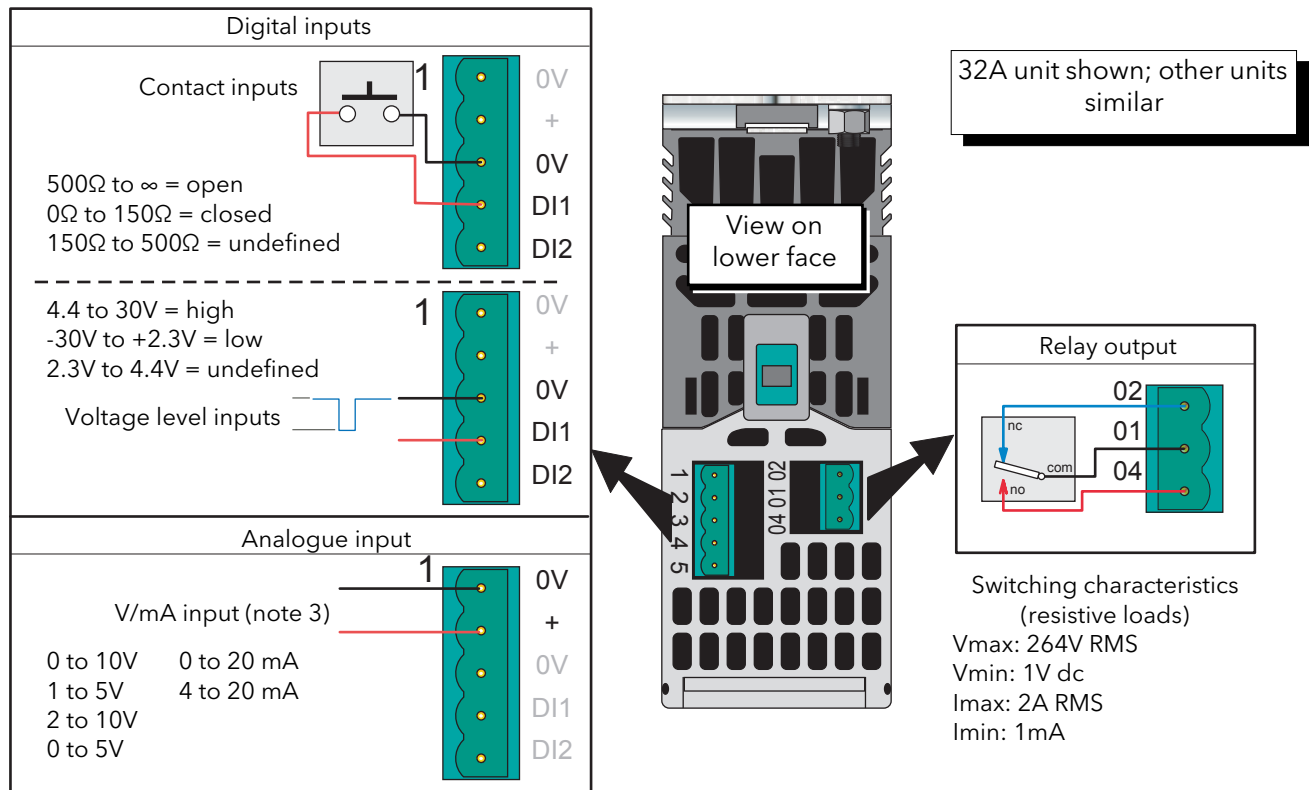 Digital inputs
Contact inputs
1
0V
+
0V
DI1
DI2
500Ω to ∞ = open
0Ω to 150Ω = closed
150Ω to 500Ω = undefined
4.4 to 30V = high
-30V to +2.3V = low
2.3V to 4.4V = undefined
Voltage level inputs
1
0V
+
0V
DI1
DI2
Analogue input
1
V/mA input (note 3)
0V
+
0V
DI1
DI2
0 to 10V 0 to 20 mA
1 to 5V 4 to 20 mA
2 to 10V
0 to 5V
View on
lower face
1 2 3 4 5
04 01 02
32A unit shown; other units
similar
Relay output
02
01
04
nc
com
no
Switching characteristics
(resistive loads)
Vmax: 264V RMS
Vmin: 1V dc
Imax: 2A RMS
Imin: 1mA